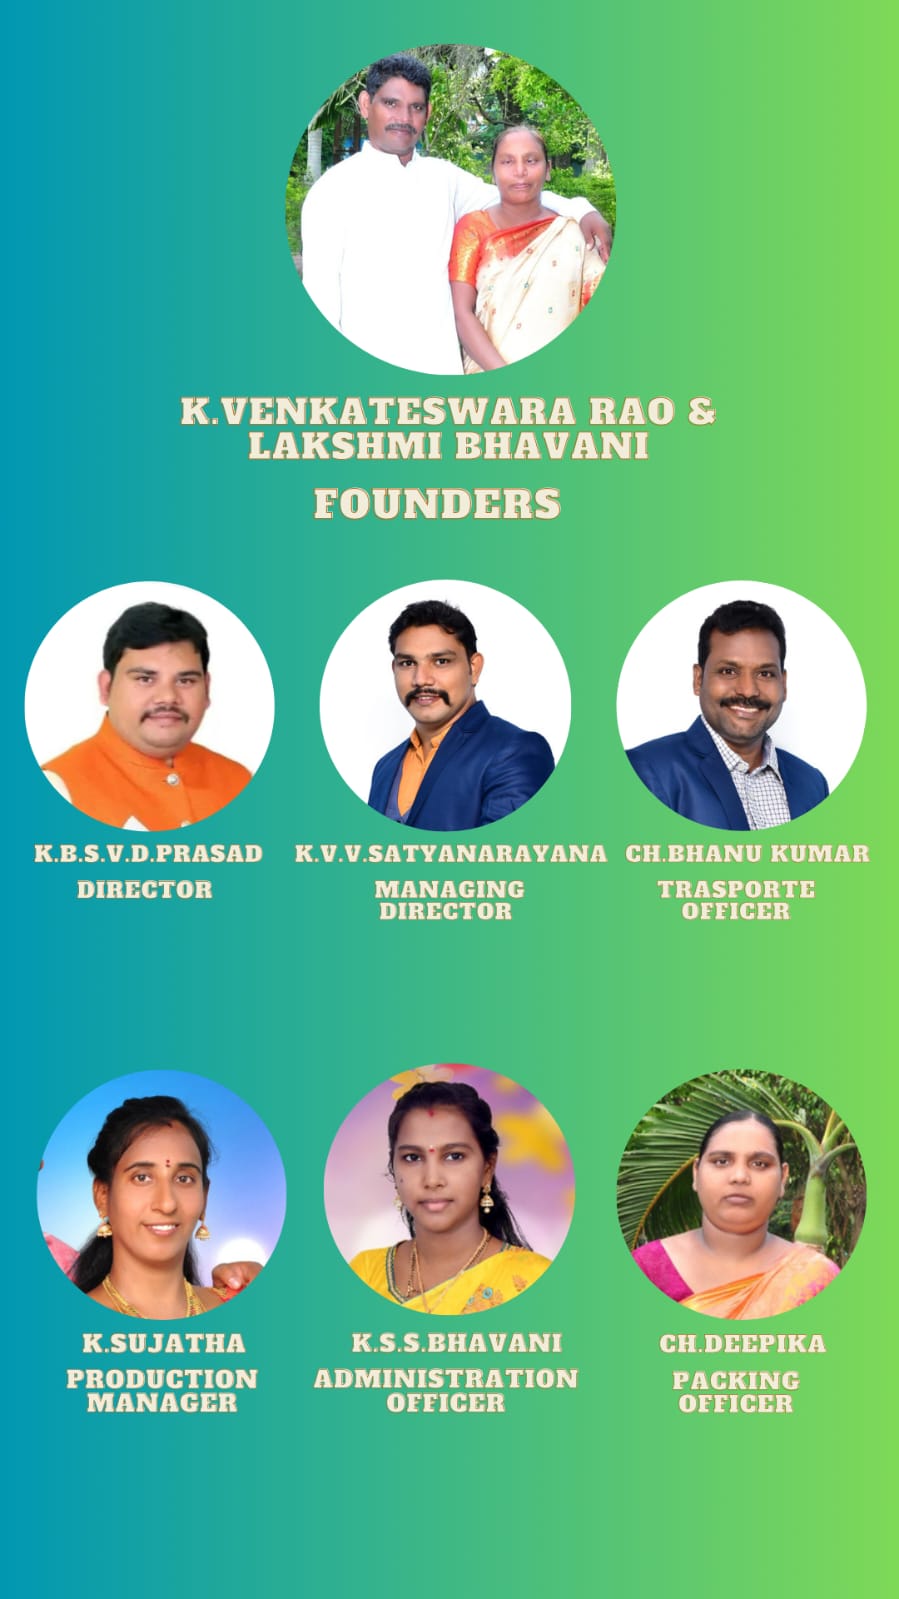 K.VENKATESWARA RAO &
LAKSHMI BHAVANI
FOUNDERS
K.B.S.V.D.PRASAD
DIRECTOR
K.V.V.SATYANARAYANA
MANAGING
DIRECTOR
CH.BHANU KUMAR
TRASPORTE
OFFICER
K.SUJATHA
PRODUCTION
MANAGER
K.S.S.BHAVANI
ADMINISTRATION
OFFICER
CH.DEEPIKA
PACKING
OFFICER